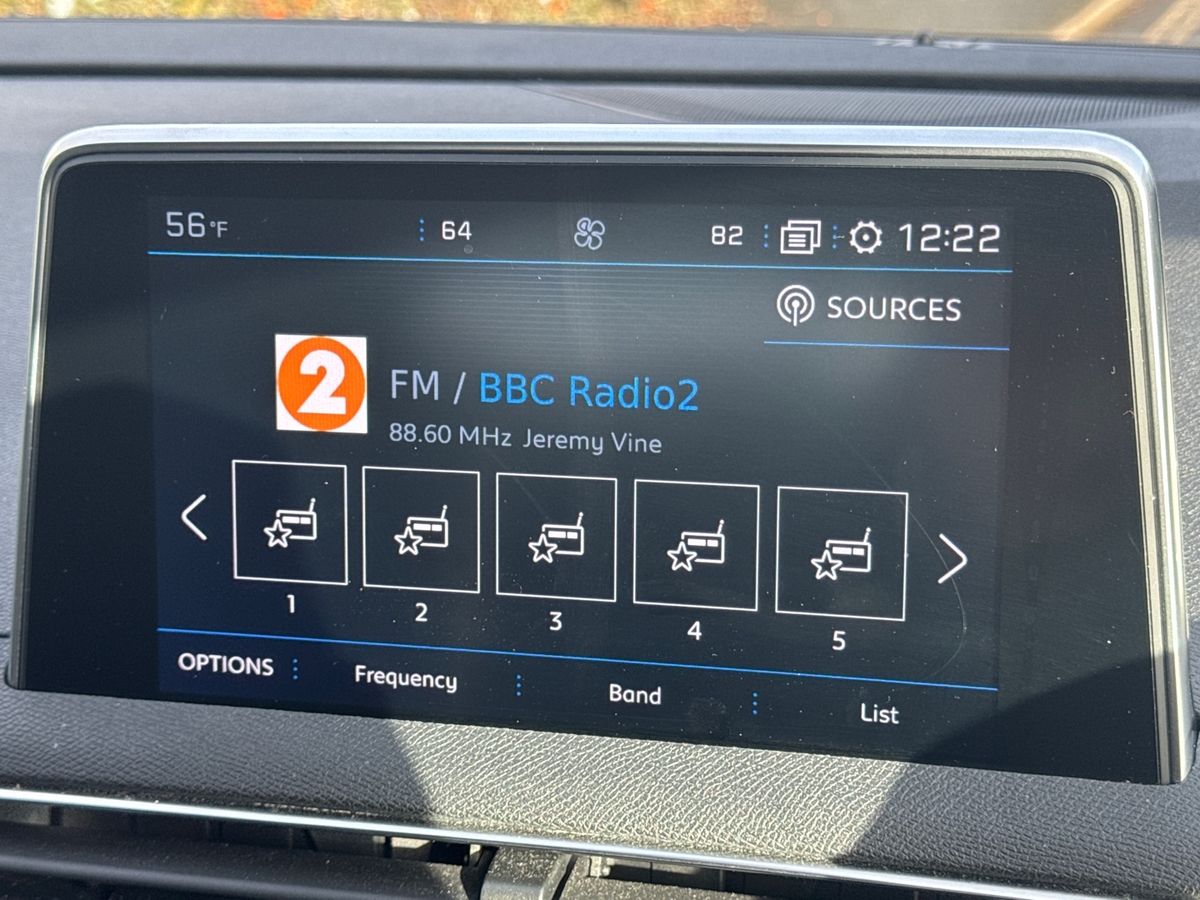 56°F 64 82 12:22
SOURCES
2
FM / BBC Radio2
88.60 MHz Jeremy Vine
1 2 3 4 5
OPTIONS Frequency Band List